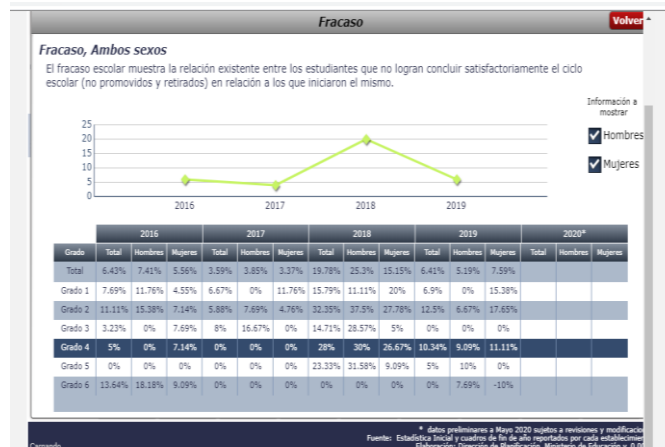 Fracaso
Volver
Fracaso, Ambos sexos
El fracaso escolar muestra la relación existente entre los estudiantes que no logran concluir satisfactoriamente el ciclo
escolar (no promovidos y retirados) en relación a los que iniciaron el mismo.
Información a
mostrar
Hombres
Mujeres
25
20
15
10
5
0
2016 2017 2018 2019
2016 2017 2018 2019 2020*
Grado Total Hombres Mujeres Total Hombres Mujeres Total Hombres Mujeres Total Hombres Mujeres Total Hombres Mujeres
Total 6.43% 7.41% 5.56% 3.59% 3.85% 3.37% 19.78% 25.3% 15.15% 6.41% 5.19% 7.59%
Grado 1 7.69% 11.76% 4.55% 6.67% 0% 11.76% 15.79% 11.11% 20% 6.9% 0% 15.38%
Grado 2 11.11% 15.38% 7.14% 5.88% 7.69% 4.76% 32.35% 37.5% 27.78% 12.5% 6.67% 17.65%
Grado 3 3.23% 0% 7.69% 8% 16.67% 0% 14.71% 28.57% 5% 0% 0% 0%
Grado 4 5% 0% 7.14% 0% 0% 0% 28% 30% 26.67% 10.34% 9.09% 11.11%
Grado 5 0% 0% 0% 0% 0% 0% 23.33% 31.58% 9.09% 5% 10% 0%
Grado 6 13.64% 18.18% 9.09% 0% 0% 0% 0% 0% 0% 0% 7.69% -10%
* datos preliminares a Mayo 2020 sujetos a revisiones y modificacio
Fuente: Estadística Inicial y cuadros de fin de año reportados por cada establecimien